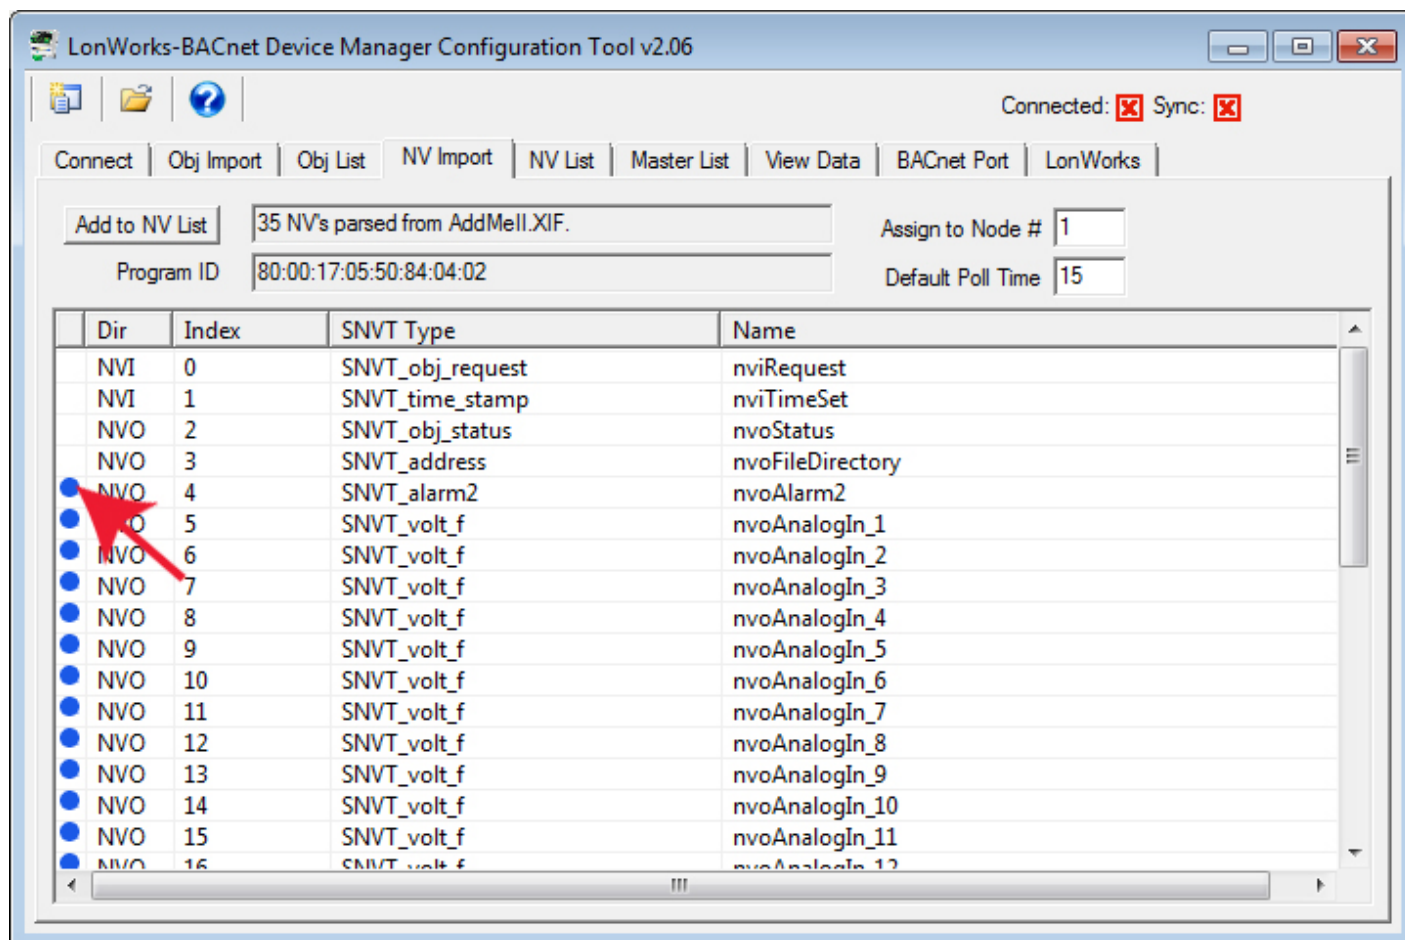 LonWorks-BACnet Device Manager Configuration Tool v2.06
Connected: Sync:
Connect Obj Import Obj List NV Import NV List Master List View Data BACnet Port LonWorks
Add to NV List 35 NV's parsed from AddMeII.XIF. Assign to Node # 1
Program ID 80:00:17:05:50:84:04:02 Default Poll Time 15
Dir Index SNVT Type Name
NVI 0 SNVT_obj_request nviRequest
NVI 1 SNVT_time_stamp nviTimeSet
NVO 2 SNVT_obj_status nvoStatus
NVO 3 SNVT_address nvoFileDirectory
NVO 4 SNVT_alarm2 nvoAlarm2
NVO 5 SNVT_volt_f nvoAnalogIn_1
NVO 6 SNVT_volt_f nvoAnalogIn_2
NVO 7 SNVT_volt_f nvoAnalogIn_3
NVO 8 SNVT_volt_f nvoAnalogIn_4
NVO 9 SNVT_volt_f nvoAnalogIn_5
NVO 10 SNVT_volt_f nvoAnalogIn_6
NVO 11 SNVT_volt_f nvoAnalogIn_7
NVO 12 SNVT_volt_f nvoAnalogIn_8
NVO 13 SNVT_volt_f nvoAnalogIn_9
NVO 14 SNVT_volt_f nvoAnalogIn_10
NVO 15 SNVT_volt_f nvoAnalogIn_11
NVO 16 SNVT_volt_f nvoAnalogIn_12